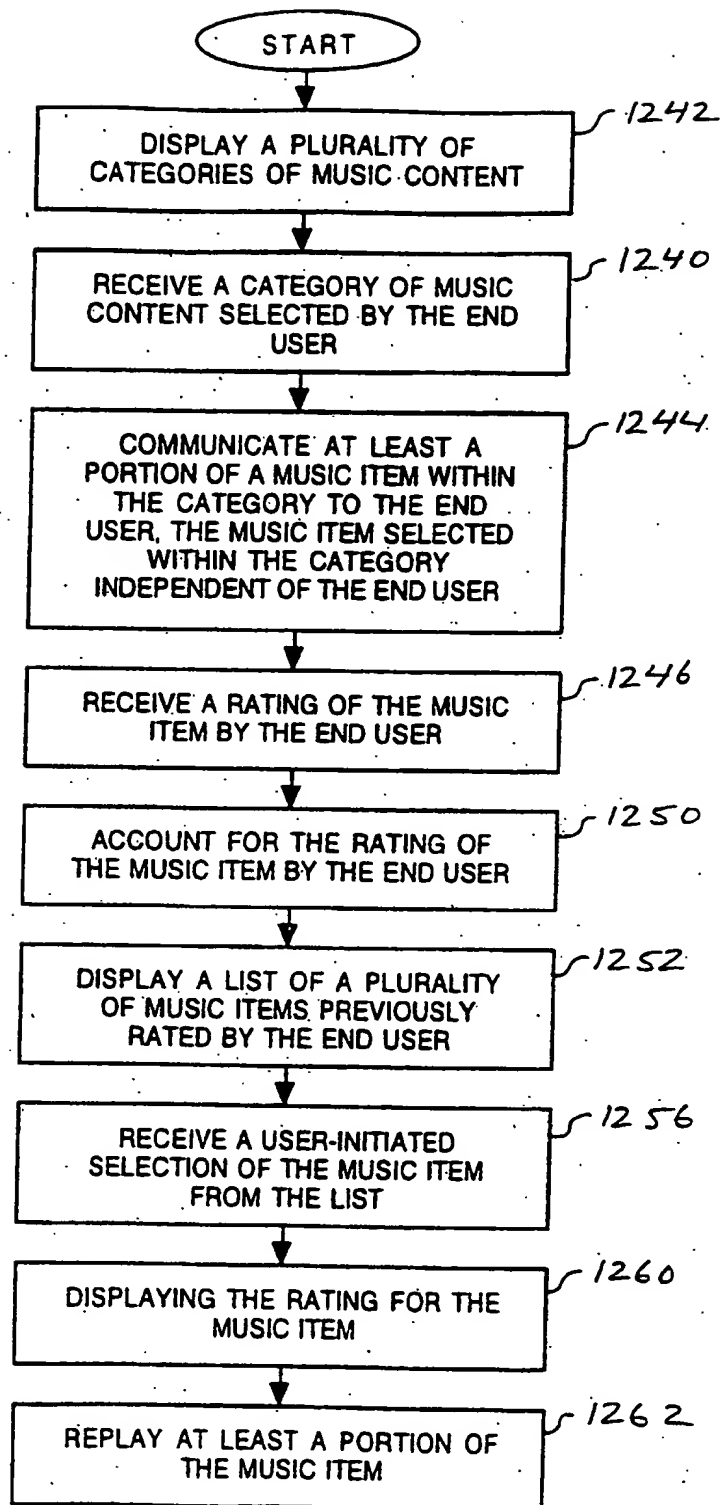 START
1242
DISPLAY A PLURALITY OF
CATEGORIES OF MUSIC CONTENT
1240
RECEIVE A CATEGORY OF MUSIC
CONTENT SELECTED BY THE END
USER
1244
COMMUNICATE AT LEAST A
PORTION OF A MUSIC ITEM WITHIN
THE CATEGORY TO THE END
USER, THE MUSIC ITEM SELECTED
WITHIN THE CATEGORY
INDEPENDENT OF THE END USER
1246
RECEIVE A RATING OF THE MUSIC
ITEM BY THE END USER
1250
ACCOUNT FOR THE RATING OF
THE MUSIC ITEM BY THE END USER
1252
DISPLAY A LIST OF A PLURALITY
OF MUSIC ITEMS PREVIOUSLY
RATED BY THE END USER
1256
RECEIVE A USER-INITIATED
SELECTION OF THE MUSIC ITEM
FROM THE LIST
1260
DISPLAYING THE RATING FOR THE
MUSIC ITEM
1262
REPLAY AT LEAST A PORTION OF
THE MUSIC ITEM